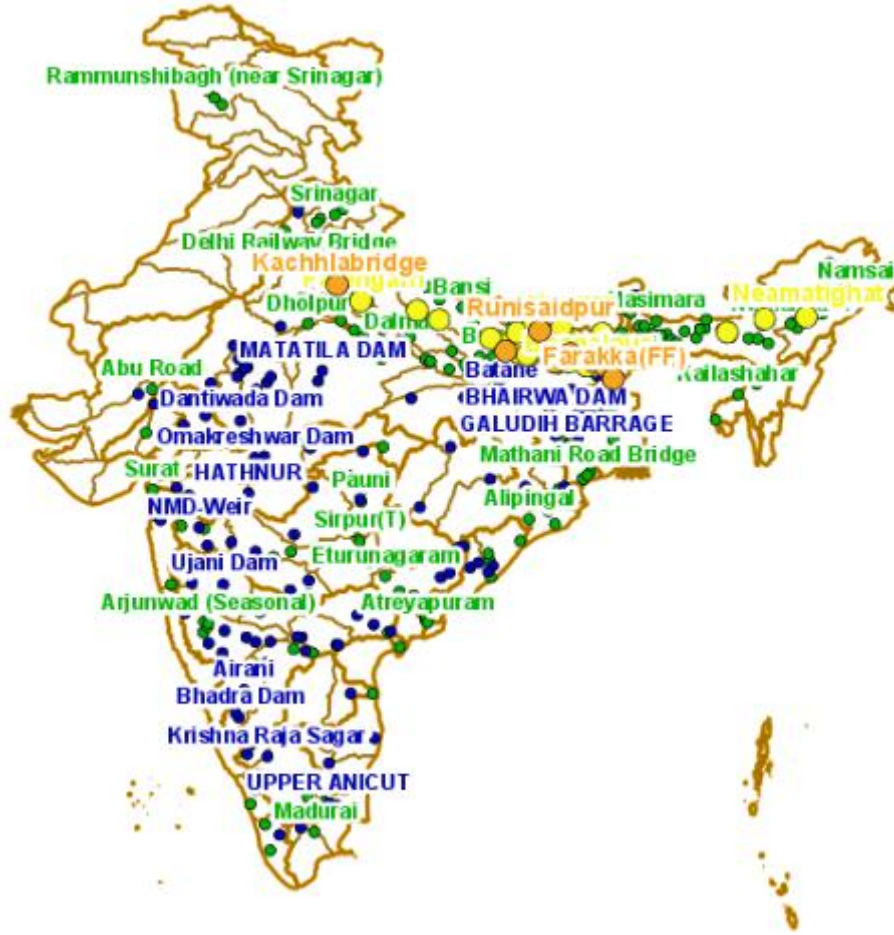 Rammunshibagh (near Srinagar)
Srinagar
Delhi Railway Bridge
Kachhlabridge
Bansi
Namsai
Dholpur
Runisaidpur
Masimara
Neamatighat
Dalma
MATATILA DAM
Farakka(FF)
Abu Road
Batane
Kailashahar
Dantiwada Dam
BHAIRWA DAM
Omakreshwar Dam
GALUDIH BARRAGE
Surat
HATHNUR
Mathani Road Bridge
Pauni
NMD-Weir
Alipingal
Sirpur(T)
Ujani Dam
Eturunagaram
Arjunwad (Seasonal)
Atreyapuram
Airani
Bhadra Dam
Krishna Raja Sagar
UPPER ANICUT
Madurai